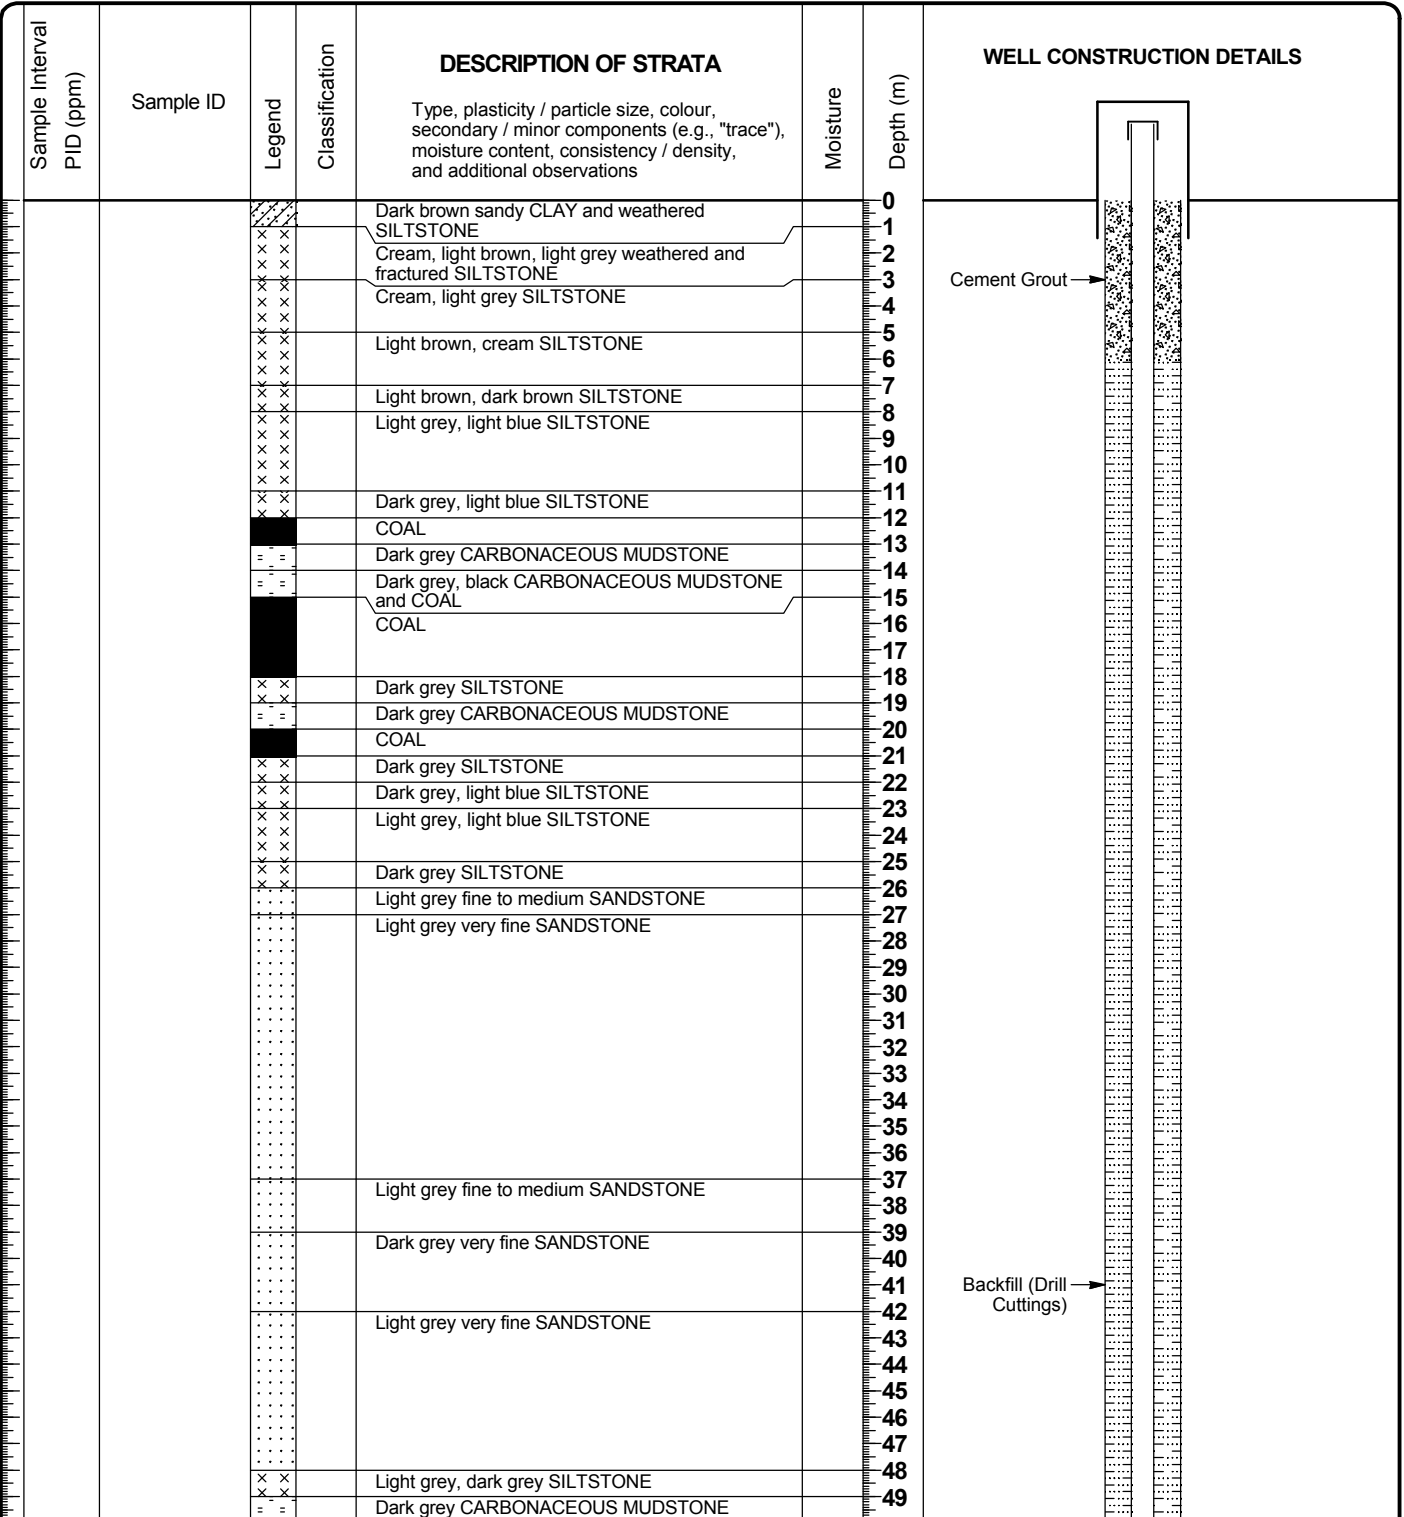 Sample Interval
PID (ppm)
Sample ID
Legend
Classification
DESCRIPTION OF STRATA
Type, plasticity / particle size, colour,
secondary / minor components (e.g., "trace"),
moisture content, consistency / density,
and additional observations
Moisture
Depth (m)
WELL CONSTRUCTION DETAILS
Dark brown sandy CLAY and weathered
SILTSTONE
Cream, light brown, light grey weathered and
fractured SILTSTONE
Cream, light grey SILTSTONE
Light brown, cream SILTSTONE
Light brown, dark brown SILTSTONE
Light grey, light blue SILTSTONE
Dark grey, light blue SILTSTONE
COAL
Dark grey CARBONACEOUS MUDSTONE
Dark grey, black CARBONACEOUS MUDSTONE
and COAL
COAL
Dark grey SILTSTONE
Dark grey CARBONACEOUS MUDSTONE
COAL
Dark grey SILTSTONE
Dark grey, light blue SILTSTONE
Light grey, light blue SILTSTONE
Dark grey SILTSTONE
Light grey fine to medium SANDSTONE
Light grey very fine SANDSTONE
Light grey fine to medium SANDSTONE
Dark grey very fine SANDSTONE
Light grey very fine SANDSTONE
Light grey, dark grey SILTSTONE
Dark grey CARBONACEOUS MUDSTONE
0
1
2
3
4
5
6
7
8
9
10
11
12
13
14
15
16
17
18
19
20
21
22
23
24
25
26
27
28
29
30
31
32
33
34
35
36
37
38
39
40
41
42
43
44
45
46
47
48
49
Cement Grout
Backfill (Drill
Cuttings)